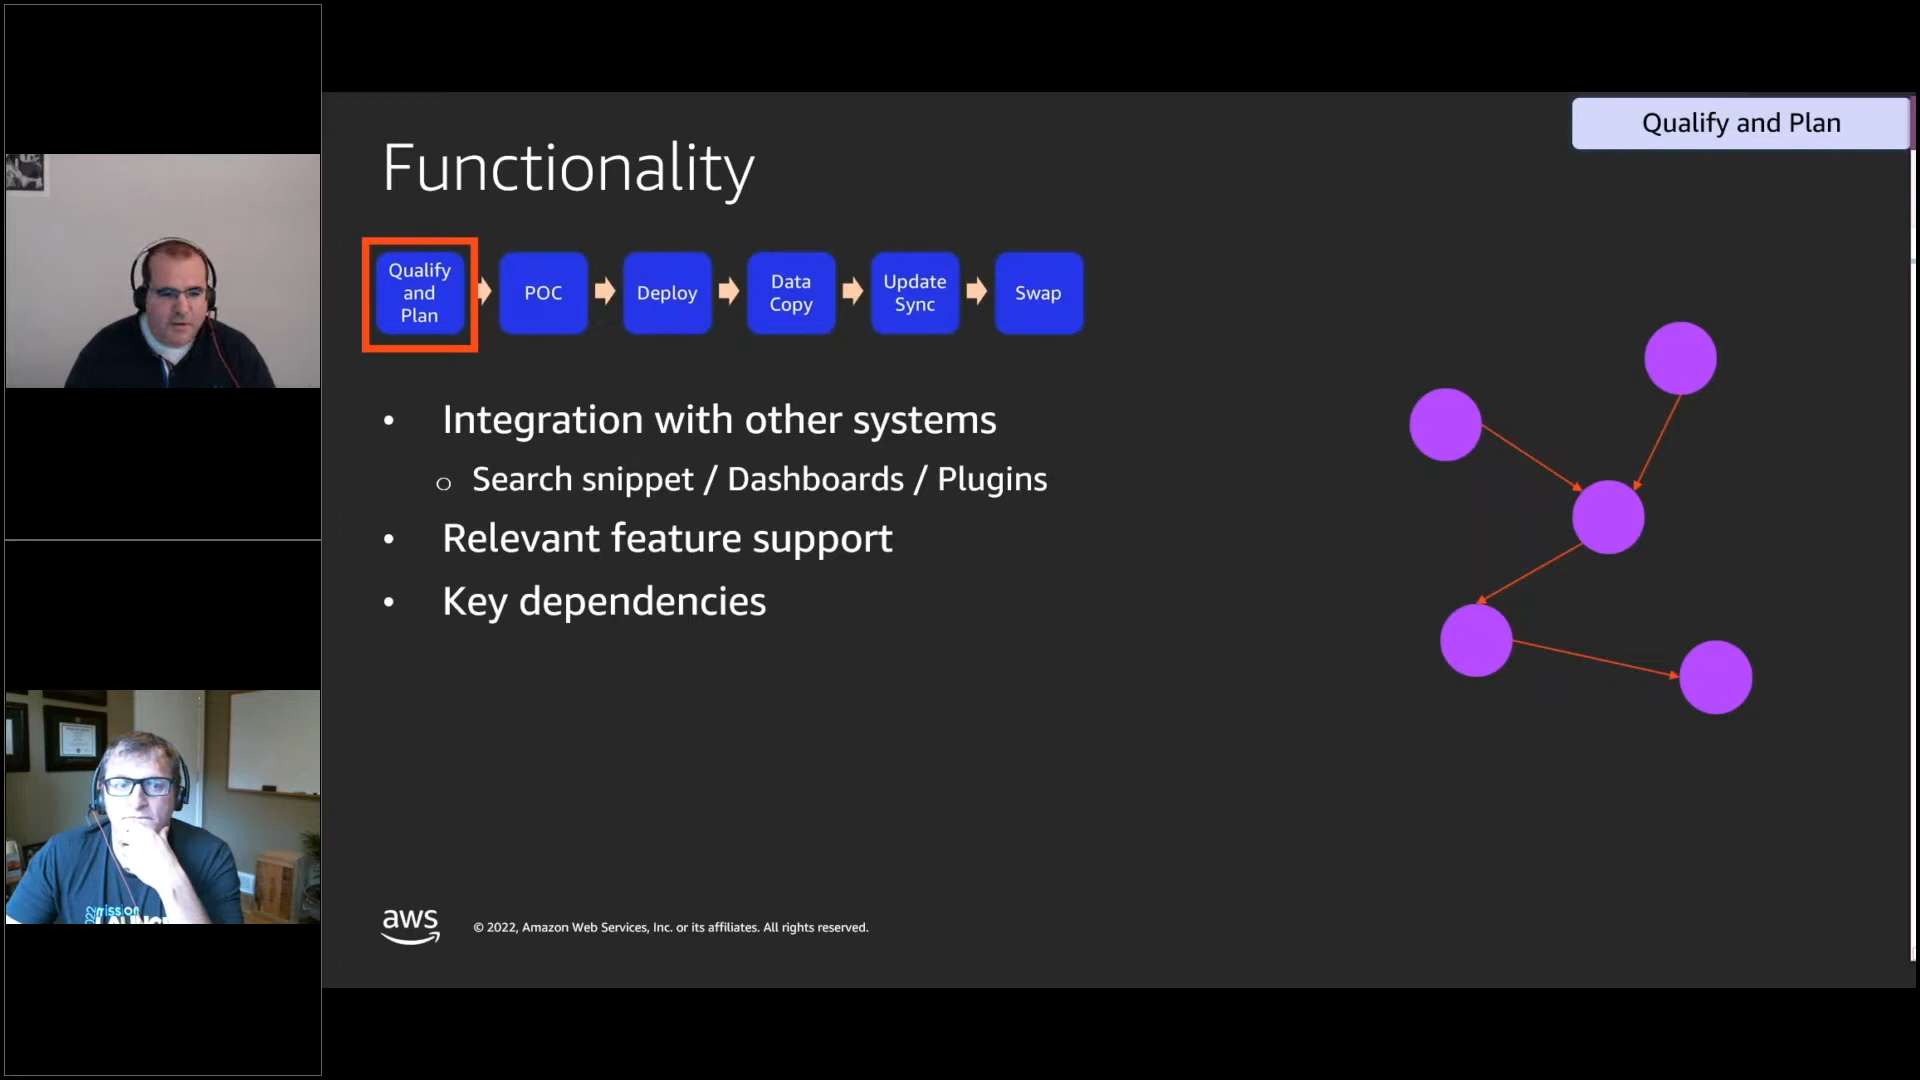 Qualify and Plan
Functionality
Qualify
and
Plan
POC
Deploy
Data
Copy
Update
Sync
Swap
• Integration with other systems
o Search snippet / Dashboards / Plugins
• Relevant feature support
• Key dependencies
aws
© 2022, Amazon Web Services, Inc. or its affiliates. All rights reserved.
mission